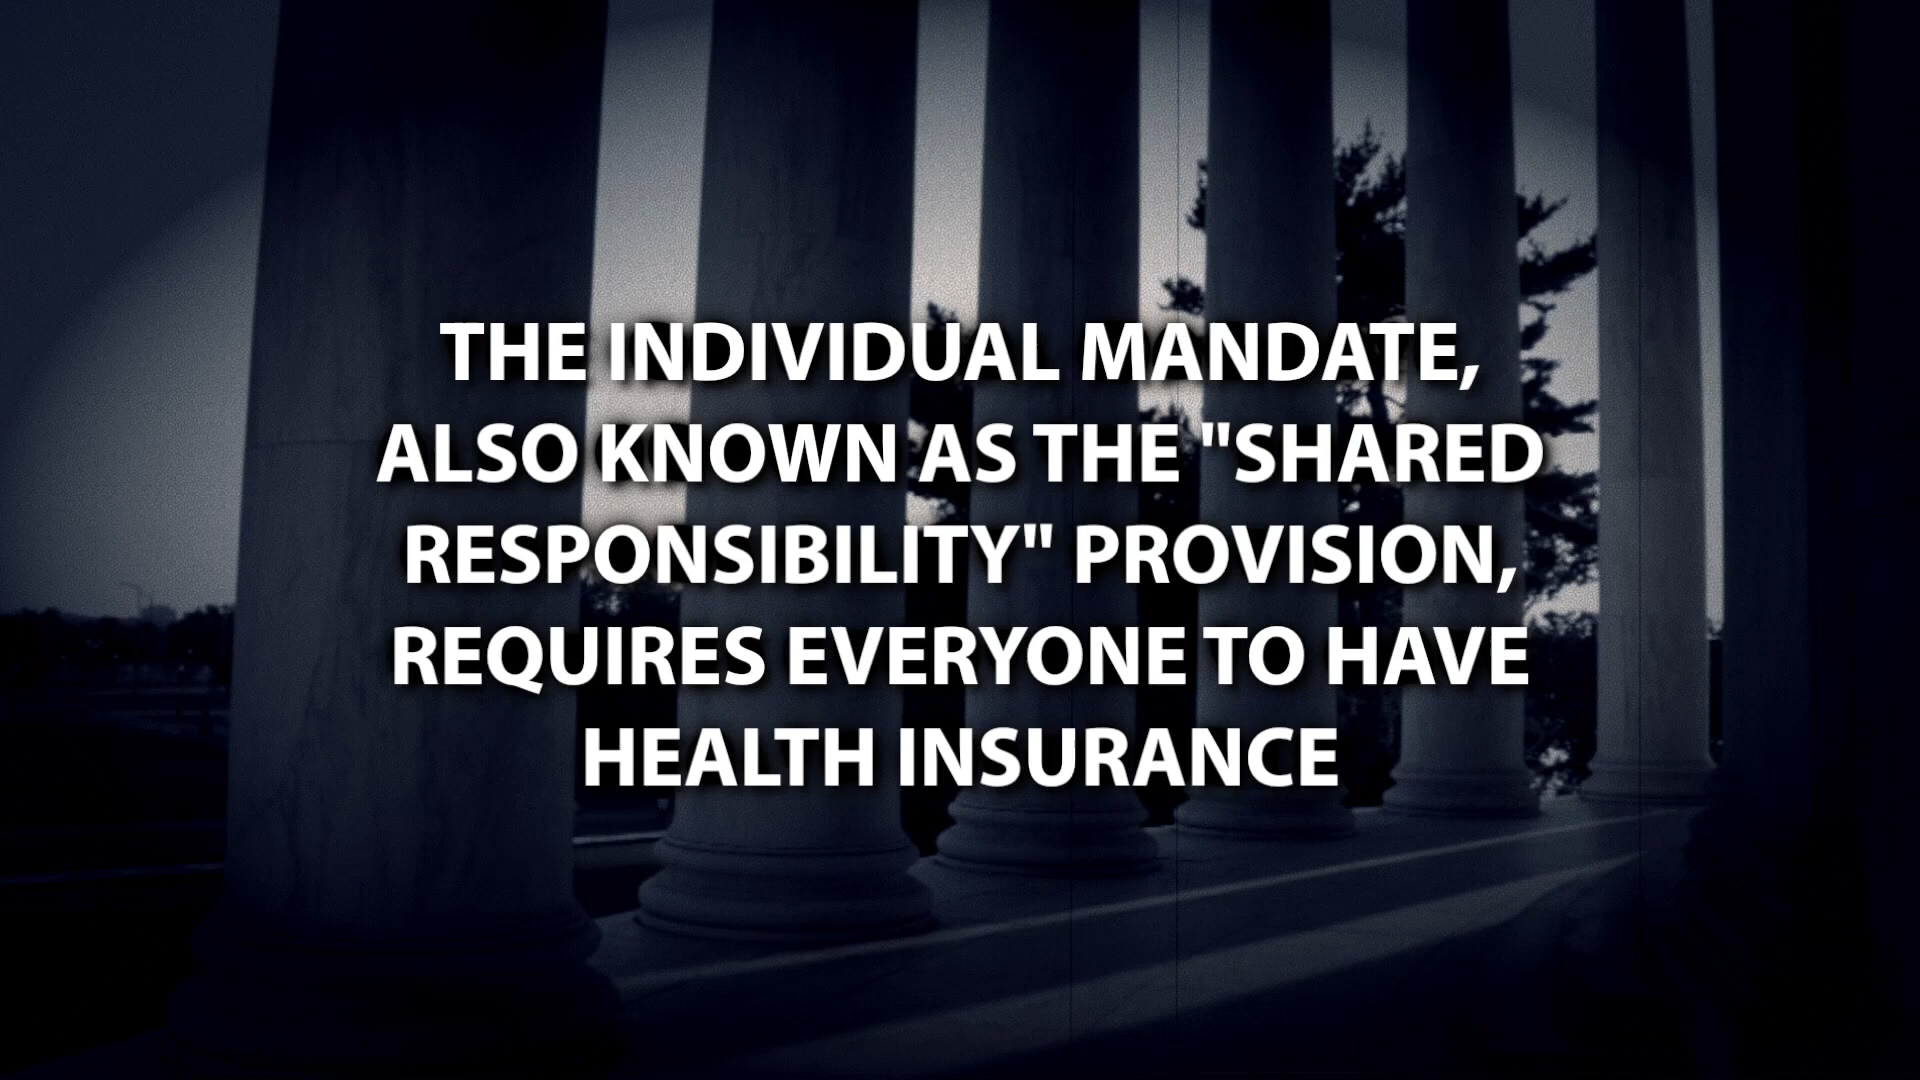 THE INDIVIDUAL MANDATE,
ALSO KNOWN AS THE "SHARED
RESPONSIBILITY" PROVISION,
REQUIRES EVERYONE TO HAVE
HEALTH INSURANCE